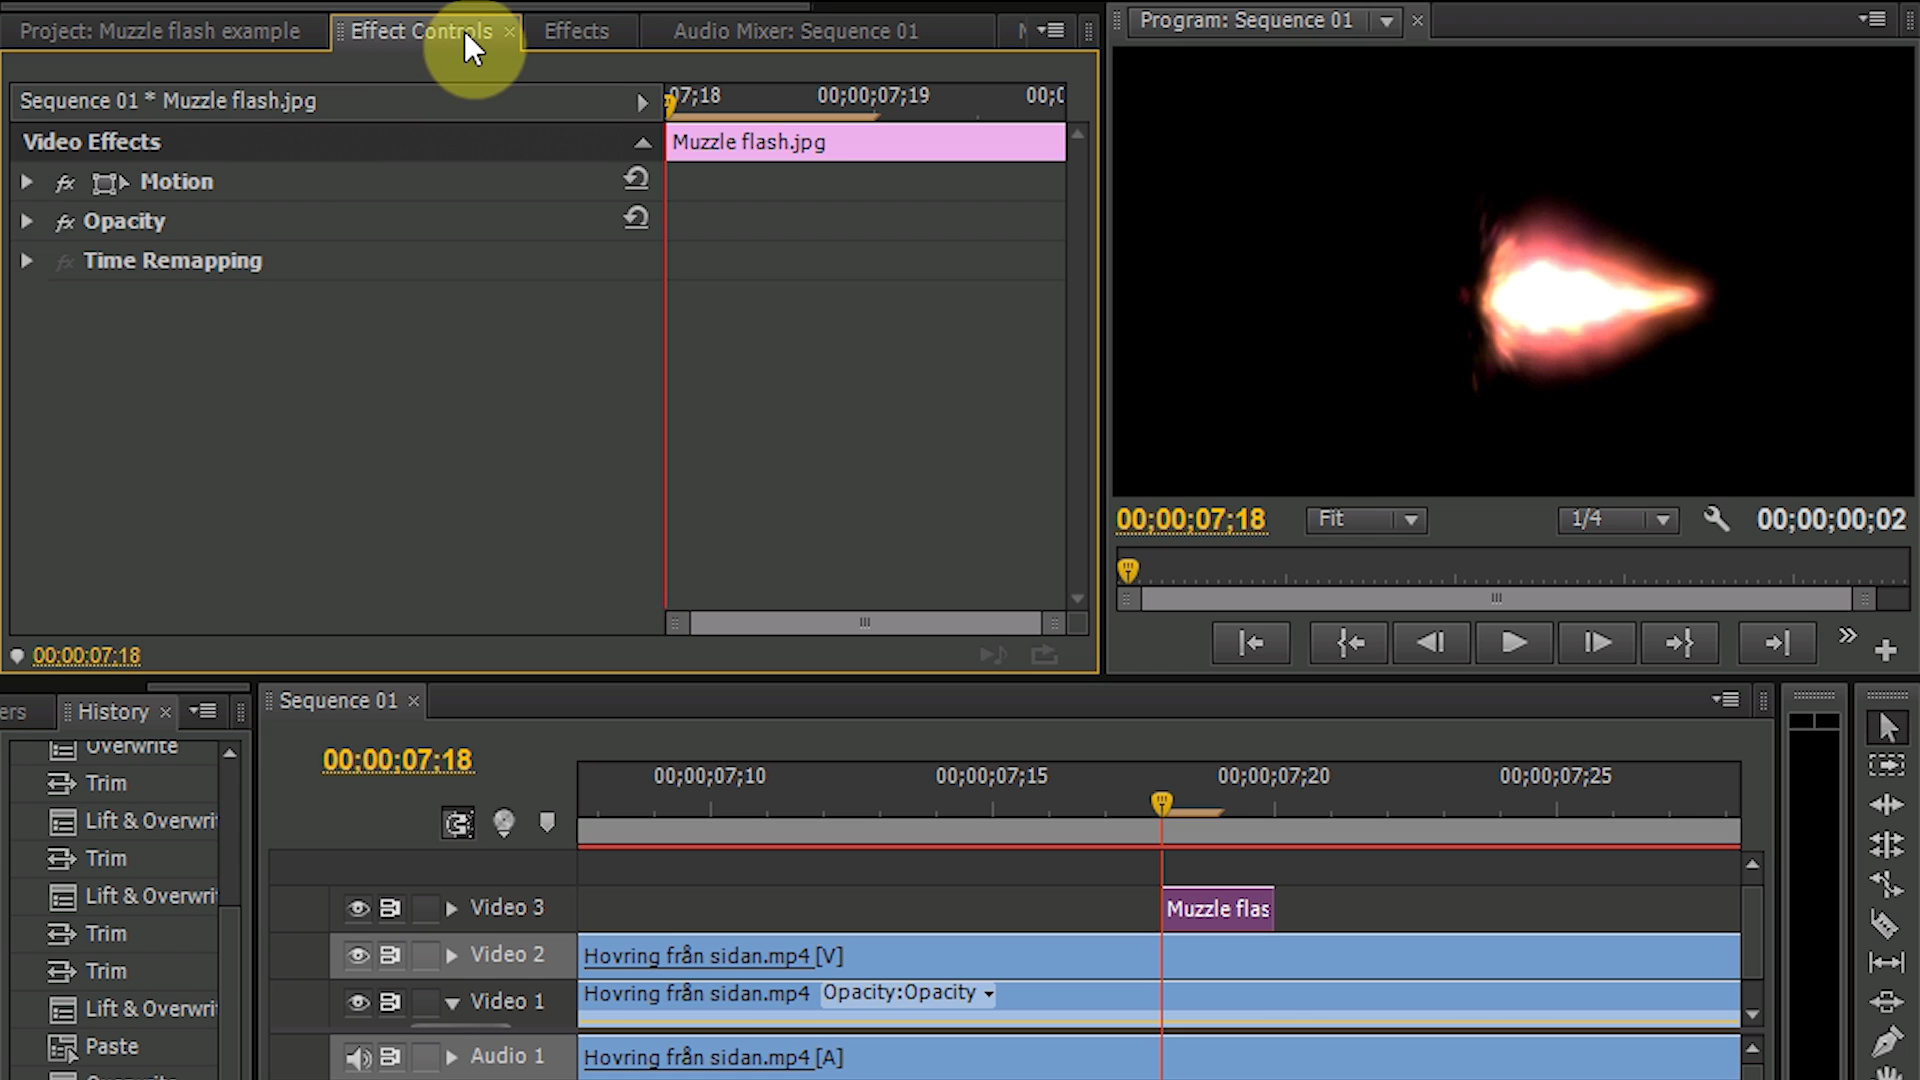 Project: Muzzle flash example
Effect Controls
Effects
Audio Mixer: Sequence 01
Program: Sequence 01
Sequence 01 * Muzzle flash.jpg
07;18
00;00;07;19
Video Effects
Muzzle flash.jpg
fx Motion
fx Opacity
fx Time Remapping
00;00;07;18
Fit
1/4
00;00;00;02
00;00;07;18
History
Overwrite
Trim
Lift & Overwri
Trim
Lift & Overwri
Trim
Trim
Lift & Overwri
Paste
Sequence 01
00;00;07;18
00;00;07;10
00;00;07;15
00;00;07;20
00;00;07;25
Video 3
Muzzle flas
Video 2
Hovring från sidan.mp4 [V]
Video 1
Hovring från sidan.mp4 Opacity:Opacity
Audio 1
Hovring från sidan.mp4 [A]